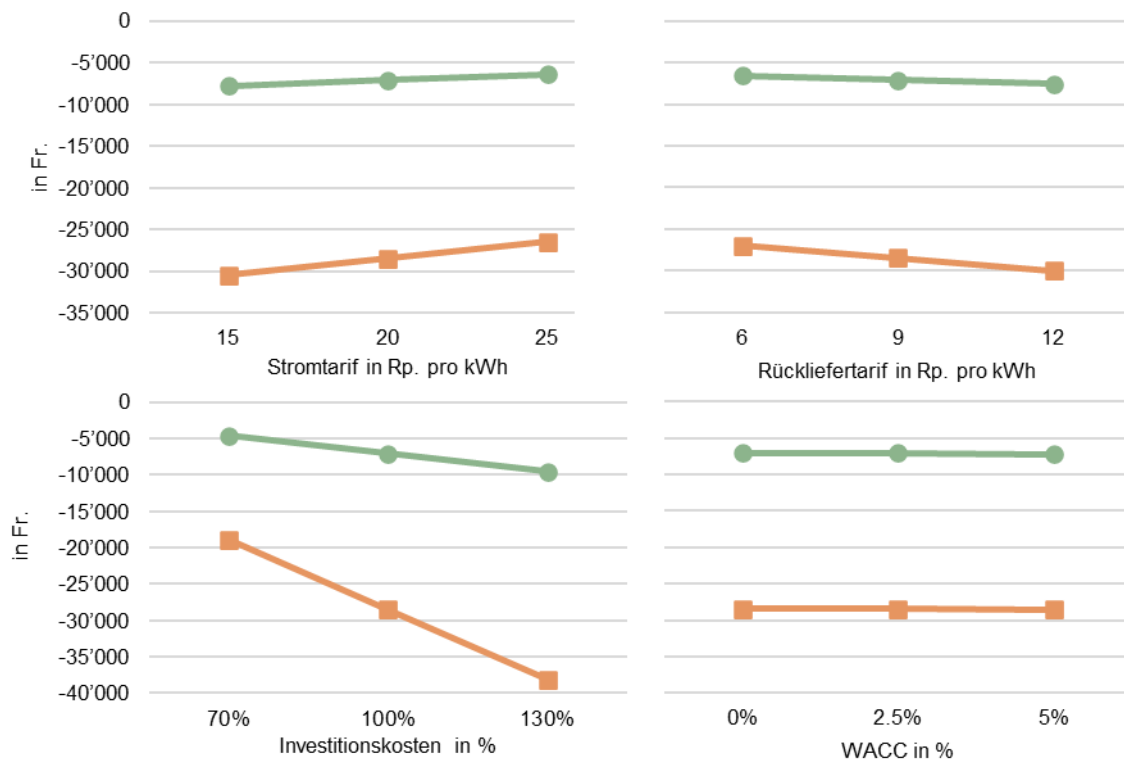 0
-5’000
-10’000
-15’000
-20’000
-25’000
-30’000
-35’000
in Fr.
15 20 25
Stromtarif in Rp. pro kWh
6 9 12
Rückliefertarif in Rp. pro kWh
0
-5’000
-10’000
-15’000
-20’000
-25’000
-30’000
-35’000
-40’000
in Fr.
70% 100% 130%
Investitionskosten in %
0% 2.5% 5%
WACC in %